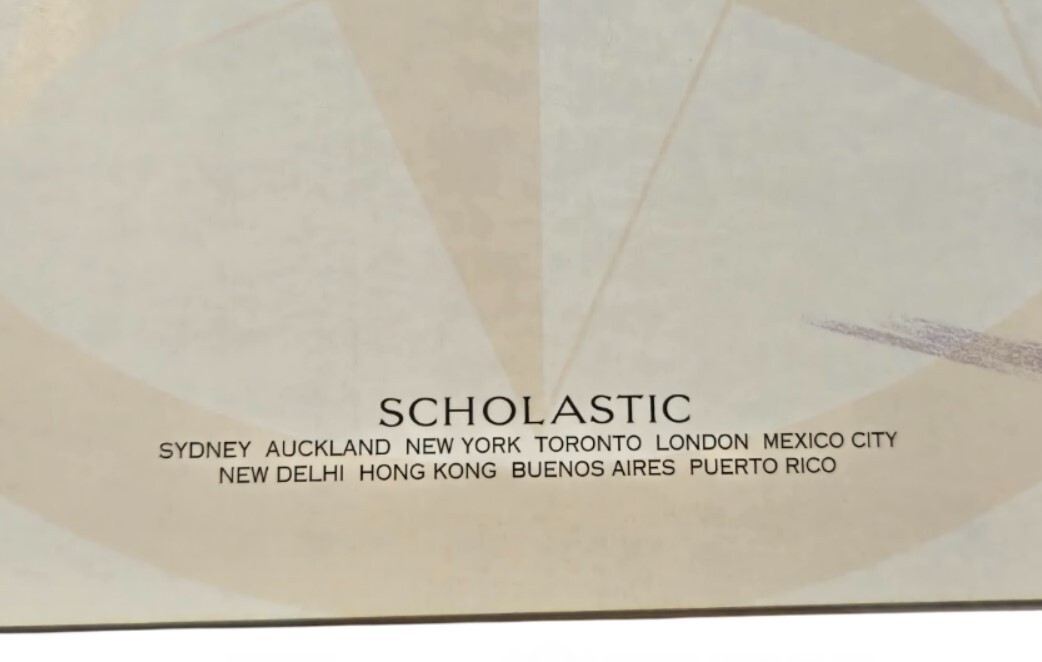 SCHOLASTIC
SYDNEY AUCKLAND NEW YORK TORONTO LONDON MEXICO CITY
NEW DELHI HONG KONG BUENOS AIRES PUERTO RICO